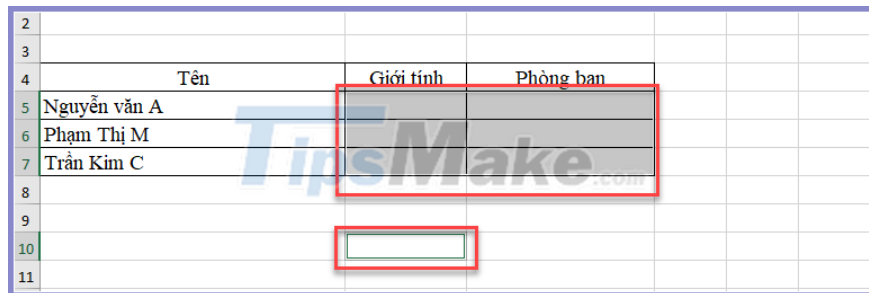 2
3
4 Tên Giới tính Phòng ban
5 Nguyễn văn A
6 Phạm Thị M
7 Trần Kim C
TipsMake.com
8
9
10
11